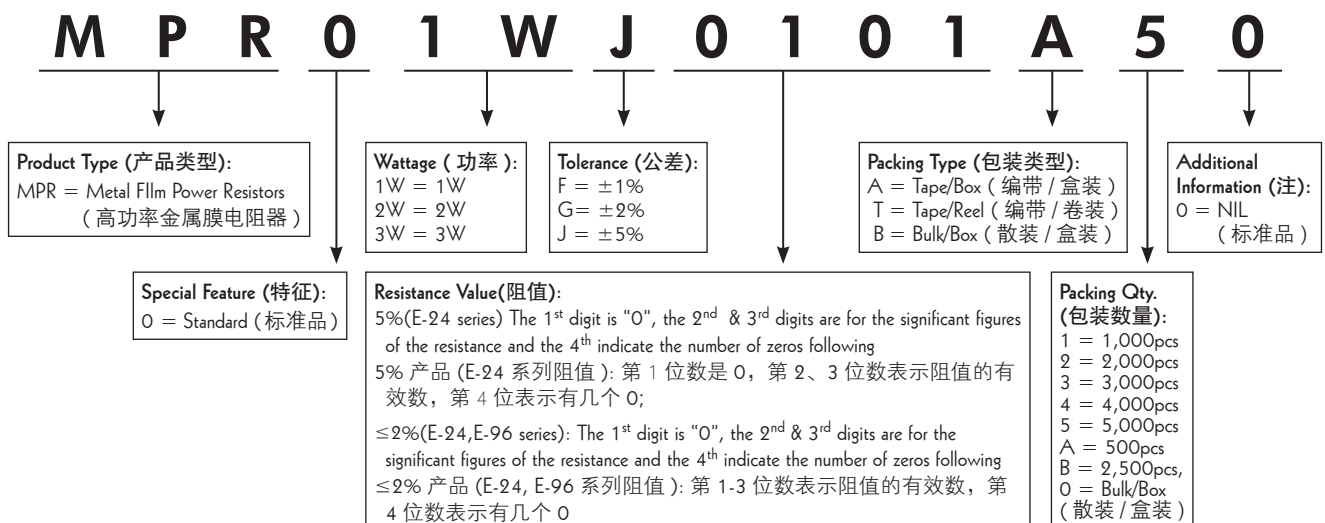 M P R 0 1 W J 0 1 0 1 A 5 0
Product Type (产品类型):
MPR = Metal FIlm Power Resistors
( 高功率金属膜电阻器 )
Wattage ( 功率 ):
1W = 1W
2W = 2W
3W = 3W
Tolerance (公差):
F = ±1%
G= ±2%
J = ±5%
Packing Type (包装类型):
A = Tape/Box ( 编带 / 盒装 )
T = Tape/Reel ( 编带 / 卷装 )
B = Bulk/Box ( 散装 / 盒装 )
Additional
Information (注):
0 = NIL
( 标准品 )
Special Feature (特征):
0 = Standard ( 标准品 )
Resistance Value(阻值):
5%(E-24 series) The 1st digit is "0", the 2nd & 3rd digits are for the significant figures
of the resistance and the 4th indicate the number of zeros following
5% 产品 (E-24 系列阻值 ): 第 1 位数是 0，第 2、3 位数表示阻值的有
效数，第 4 位表示有几个 0;
≤2%(E-24,E-96 series): The 1st digit is "0", the 2nd & 3rd digits are for the
significant figures of the resistance and the 4th indicate the number of zeros following
≤2% 产品 (E-24, E-96 系列阻值 ): 第 1-3 位数表示阻值的有效数，第
4 位数表示有几个 0
Packing Qty.
(包装数量):
1 = 1,000pcs
2 = 2,000pcs
3 = 3,000pcs
4 = 4,000pcs
5 = 5,000pcs
A = 500pcs
B = 2,500pcs,
0 = Bulk/Box
( 散装 / 盒装 )